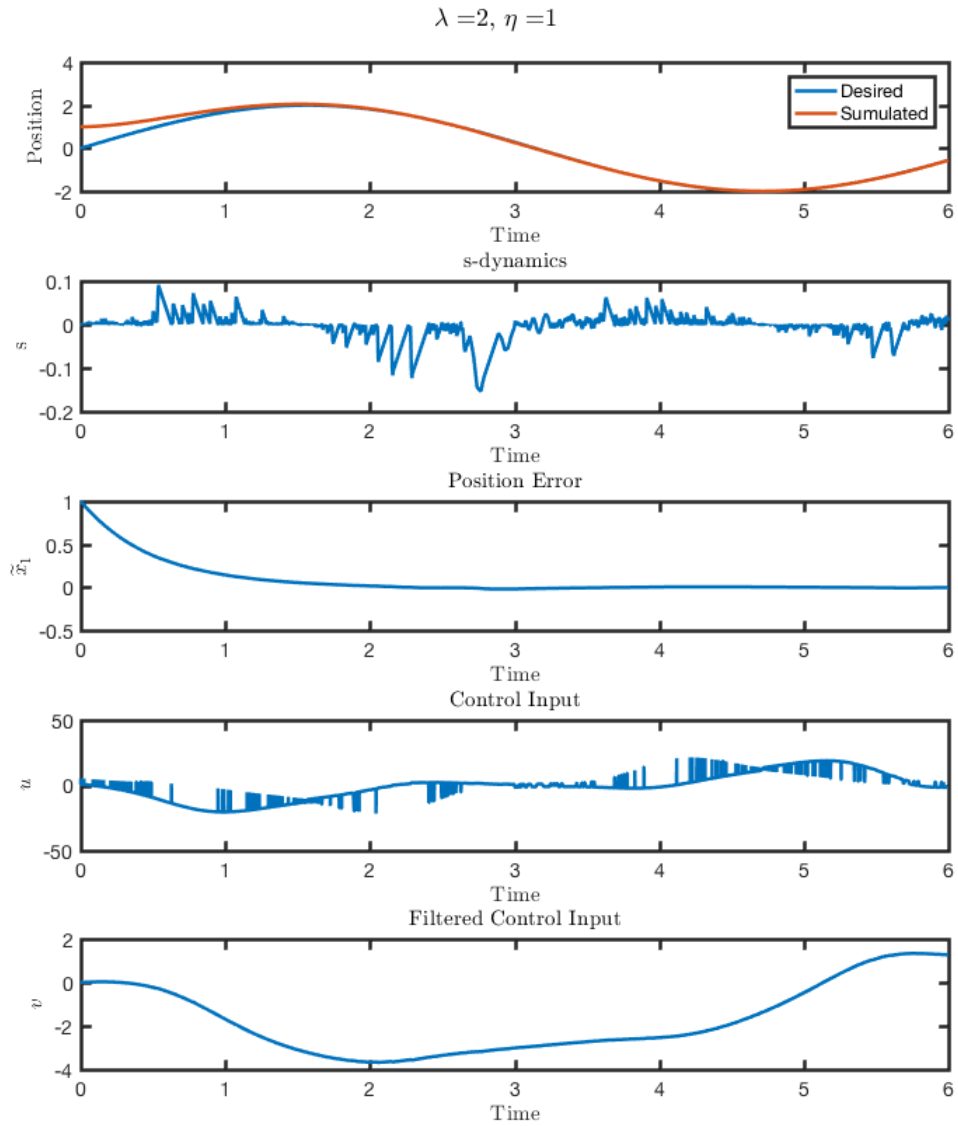 λ =2, η =1
4
2
0
-2
Position
Desired
Sumulated
0 1 2 3 4 5 6
Time
s-dynamics
0.1
0
-0.1
-0.2
s
0 1 2 3 4 5 6
Time
Position Error
1
0.5
0
-0.5
x̃₁
0 1 2 3 4 5 6
Time
Control Input
50
0
-50
u
0 1 2 3 4 5 6
Time
Filtered Control Input
2
0
-2
-4
v
0 1 2 3 4 5 6
Time